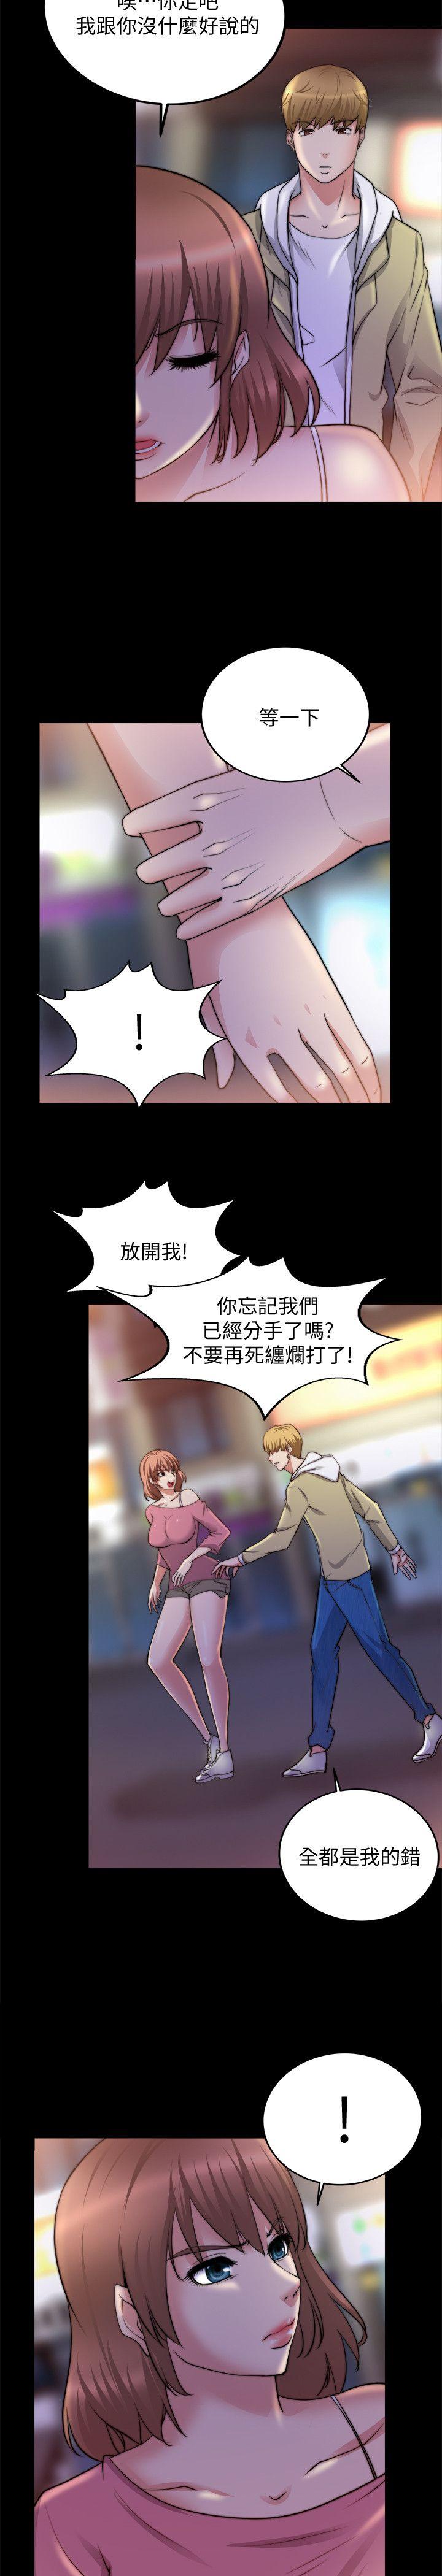 唉…你走吧
我跟你沒什麼好說的
等一下
!
放開我!
你忘記我們
已經分手了嗎?
不要再死纏爛打了!
全都是我的錯
!